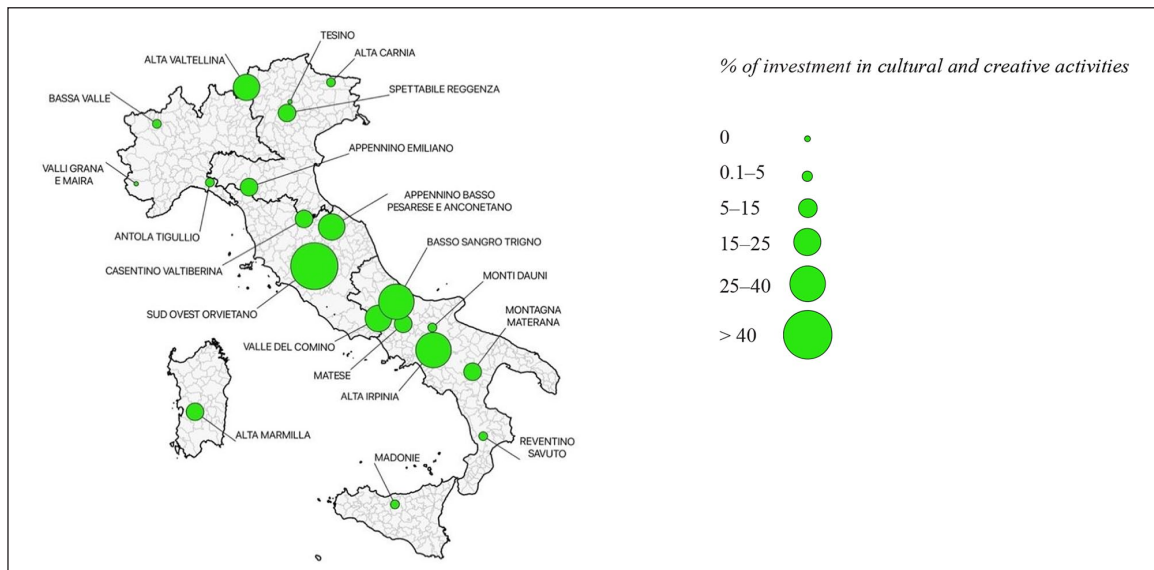 TESINO
ALTA CARNIA
ALTA VALTELLINA
SPETTABILE REGGENZA
BASSA VALLE
APPENNINO EMILIANO
VALLI GRANA
E MAIRA
APPENNINO BASSO
PESARESE E ANCONETANO
ANTOLA TIGULLIO
BASSO SANGRO TRIGNO
CASENTINO VALTIBERINA
MONTI DAUNI
SUD OVEST ORVIETANO
MONTAGNA
MATERANA
VALLE DEL COMINO
MATESE
ALTA IRPINIA
ALTA MARMILLA
REVENTINO
SAVUTO
MADONIE
% of investment in cultural and creative activities
0
0.1–5
5–15
15–25
25–40
> 40